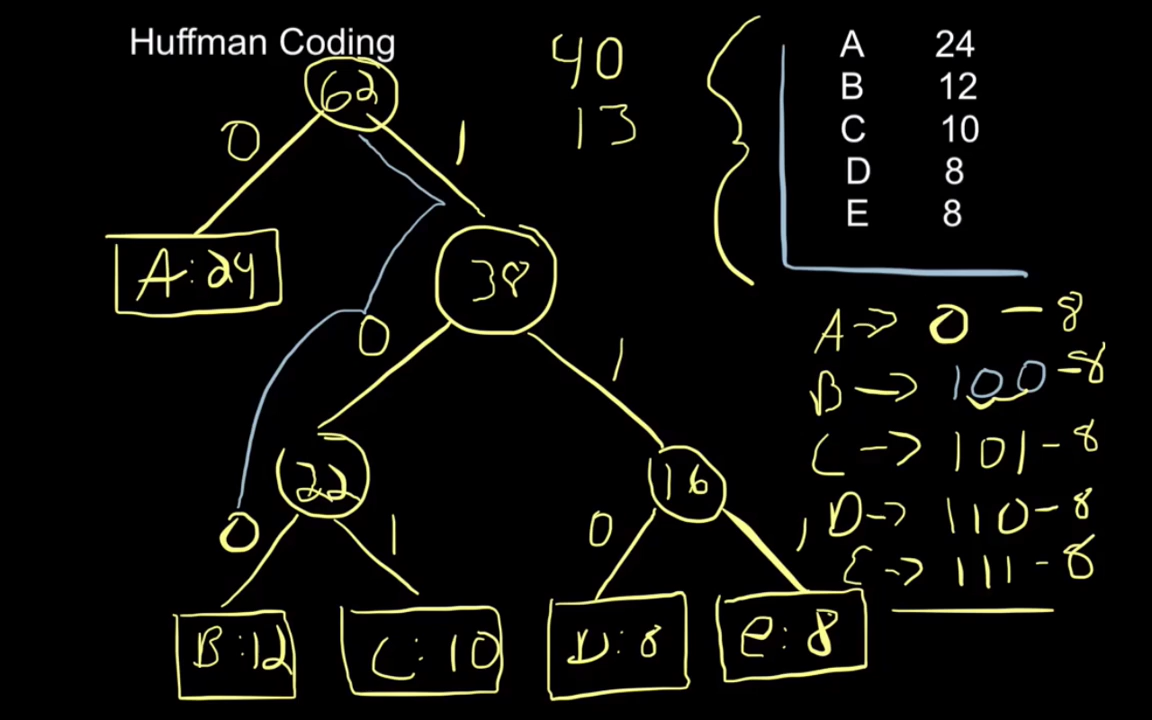 Huffman Coding
40
13
A 24
B 12
C 10
D 8
E 8
62
0 1
A:24
38
0 1
22
16
0 1
0 1
B:12
C:10
D:8
e:8
A → 0 - 8
B → 100 - 8
C → 101 - 8
D → 110 - 8
E → 111 - 8